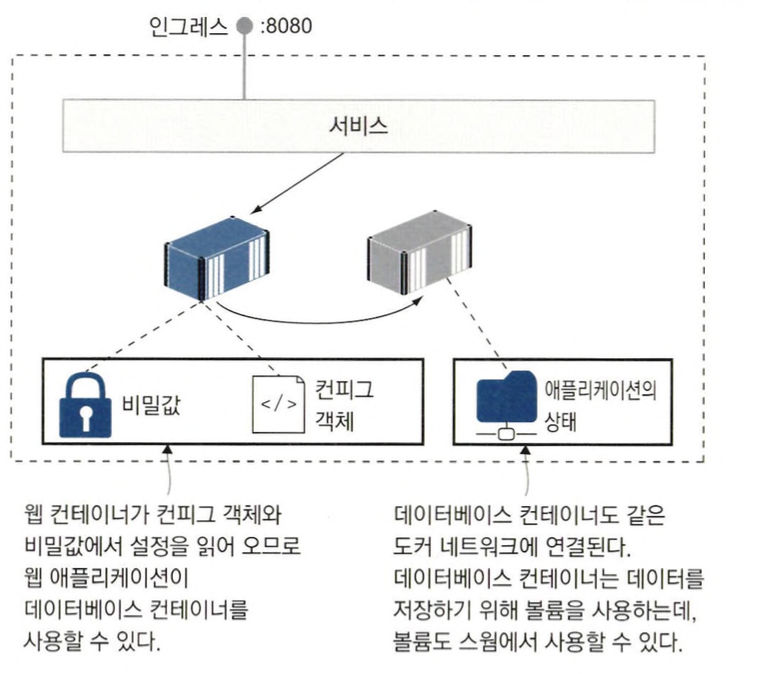 인그레스 :8080
서비스
비밀값
</>
컨피그
객체
애플리케이션의
상태
웹 컨테이너가 컨피그 객체와
비밀값에서 설정을 읽어 오므로
웹 애플리케이션이
데이터베이스 컨테이너를
사용할 수 있다.
데이터베이스 컨테이너도 같은
도커 네트워크에 연결된다.
데이터베이스 컨테이너는 데이터를
저장하기 위해 볼륨을 사용하는데,
볼륨도 스웜에서 사용할 수 있다.